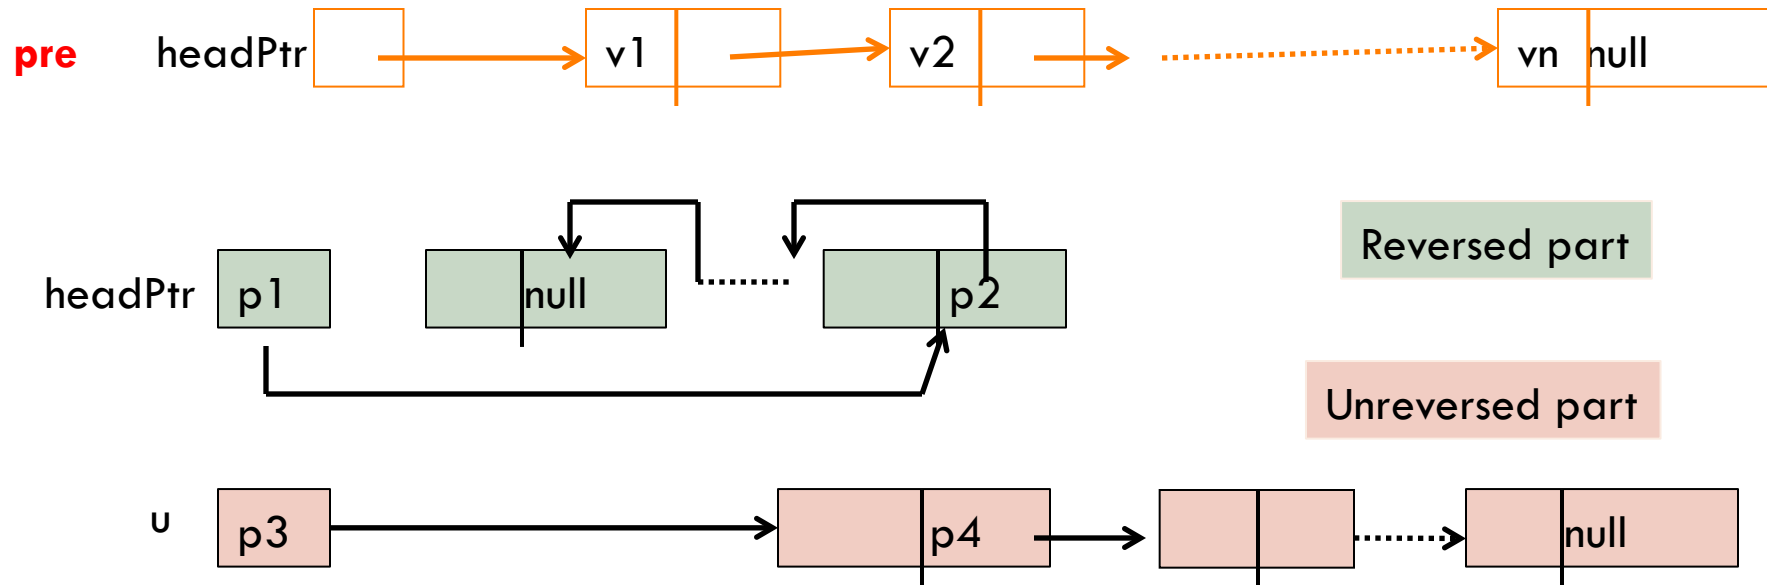 pre headPtr v1 v2 vn null
Reversed part
headPtr p1 null p2
Unreversed part
u p3 p4 null